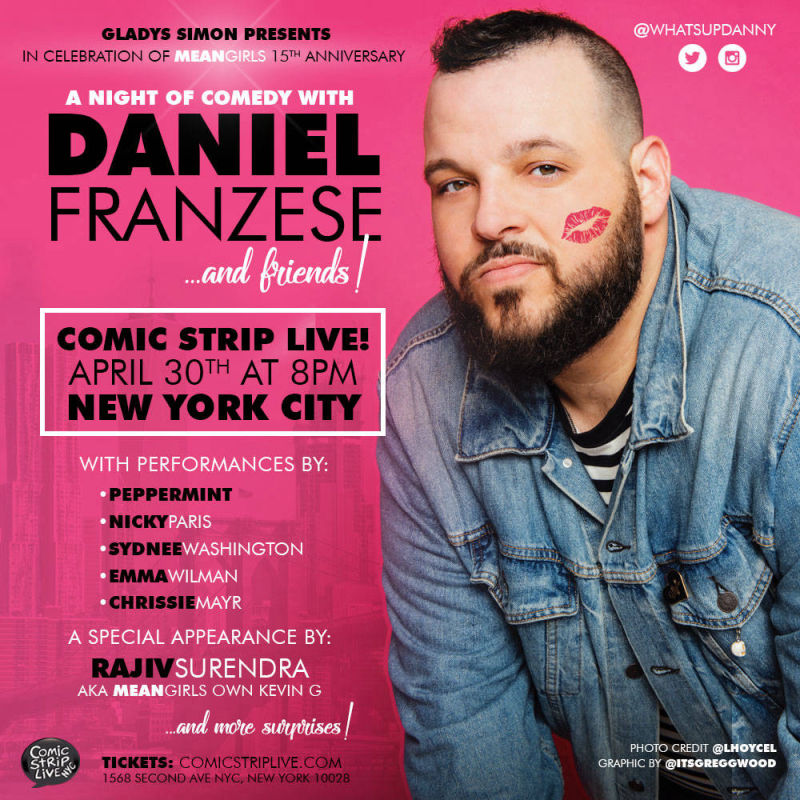 GLADYS SIMON PRESENTS
IN CELEBRATION OF MEANGIRLS 15TH ANNIVERSARY
A NIGHT OF COMEDY WITH
DANIEL
FRANZESE
...and friends!
@WHATSUPDANNY
COMIC STRIP LIVE!
APRIL 30TH AT 8PM
NEW YORK CITY
WITH PERFORMANCES BY:
•PEPPERMINT
•NICKYPARIS
•SYDNEEWASHINGTON
•EMMAWILMAN
•CHRISSIEMAYR
A SPECIAL APPEARANCE BY:
RAJIVSURENDRA
AKA MEANGIRLS OWN KEVIN G
...and more surprises!
Comic
Strip
Live NYC
TICKETS: COMICSTRIPLIVE.COM
1568 SECOND AVE NYC, NEW YORK 10028
PHOTO CREDIT @LHOYCEL
GRAPHIC BY @ITSGREGGWOOD